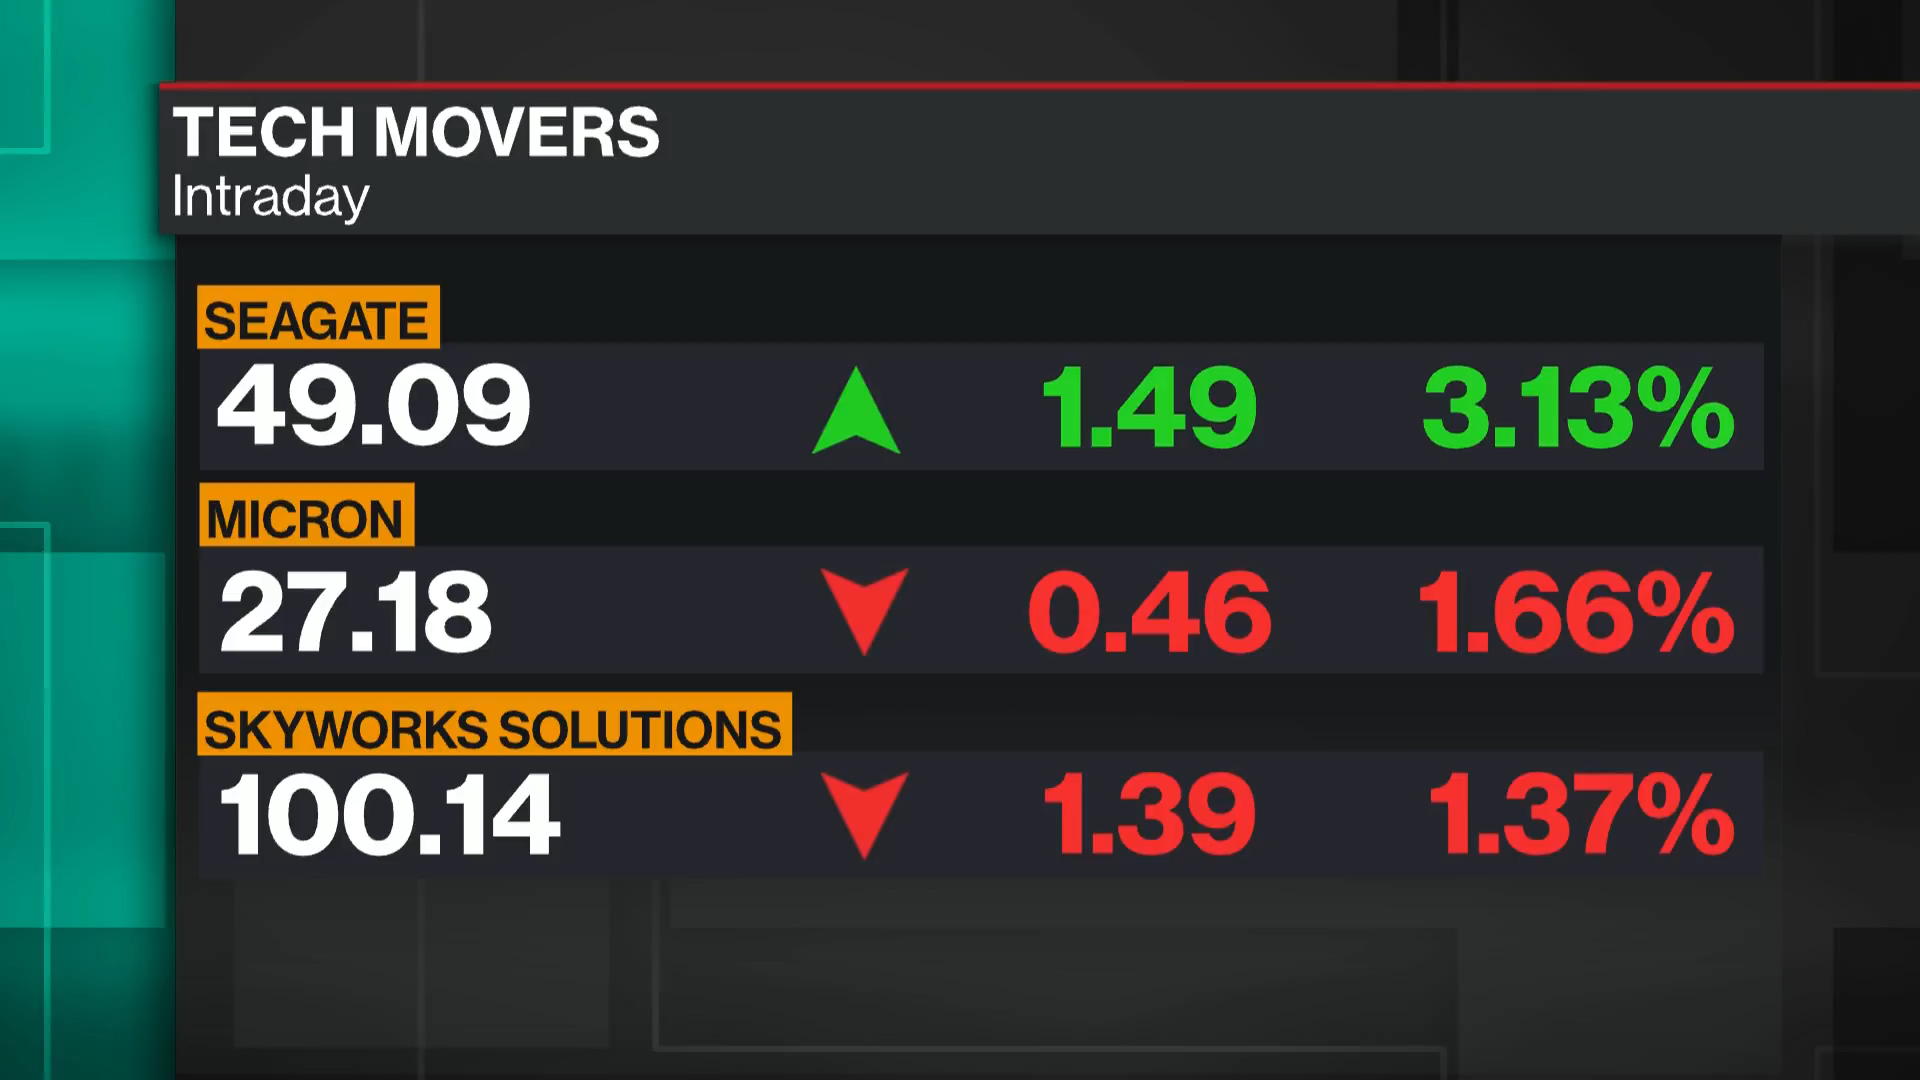 TECH MOVERS
Intraday
SEAGATE
49.09 1.49 3.13%
MICRON
27.18 0.46 1.66%
SKYWORKS SOLUTIONS
100.14 1.39 1.37%